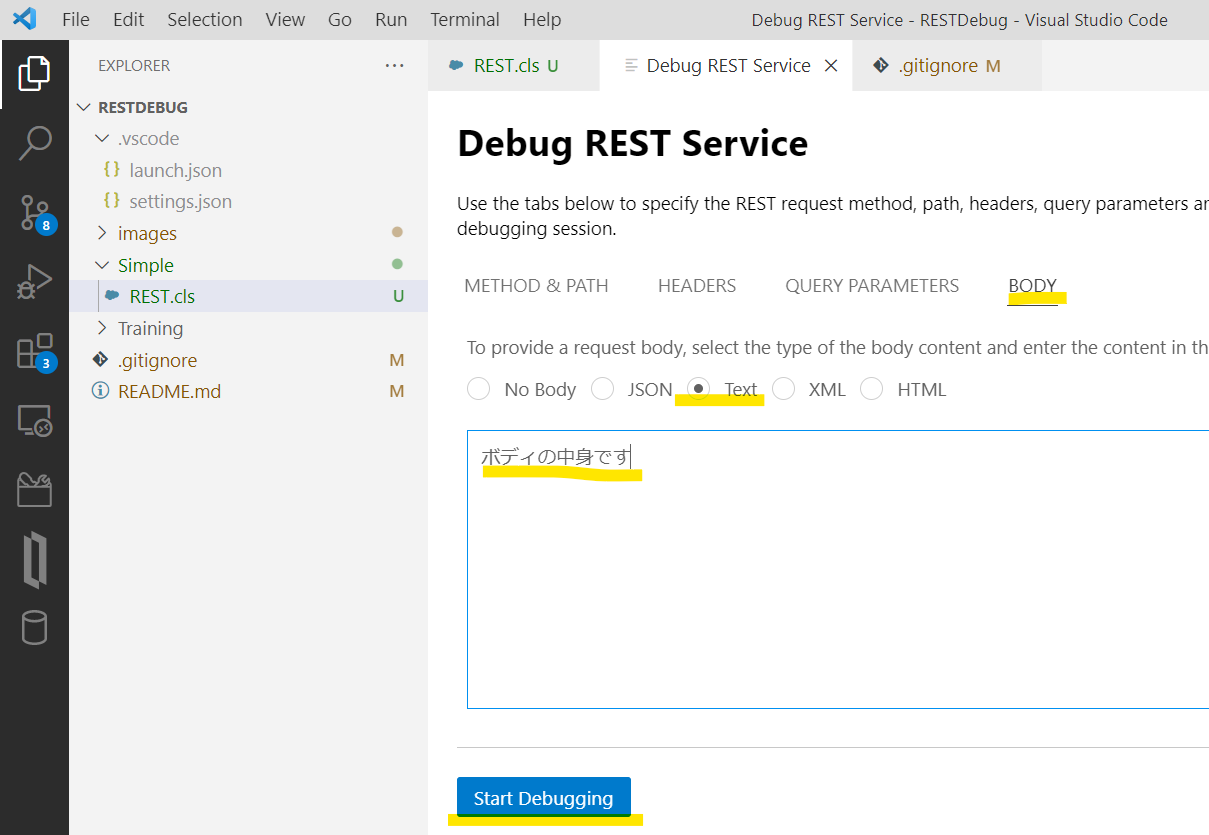 File Edit Selection View Go Run Terminal Help Debug REST Service - RESTDebug - Visual Studio Code
EXPLORER ···
REST.cls U Debug REST Service .gitignore M
RESTDEBUG
.vscode
{} launch.json
{} settings.json
images
Simple
REST.cls U
Training
.gitignore M
README.md M
8
3
Debug REST Service
Use the tabs below to specify the REST request method, path, headers, query parameters
debugging session.
METHOD & PATH HEADERS QUERY PARAMETERS BODY
To provide a request body, select the type of the body content and enter the content in
No Body JSON Text XML HTML
ボディの中身です
Start Debugging